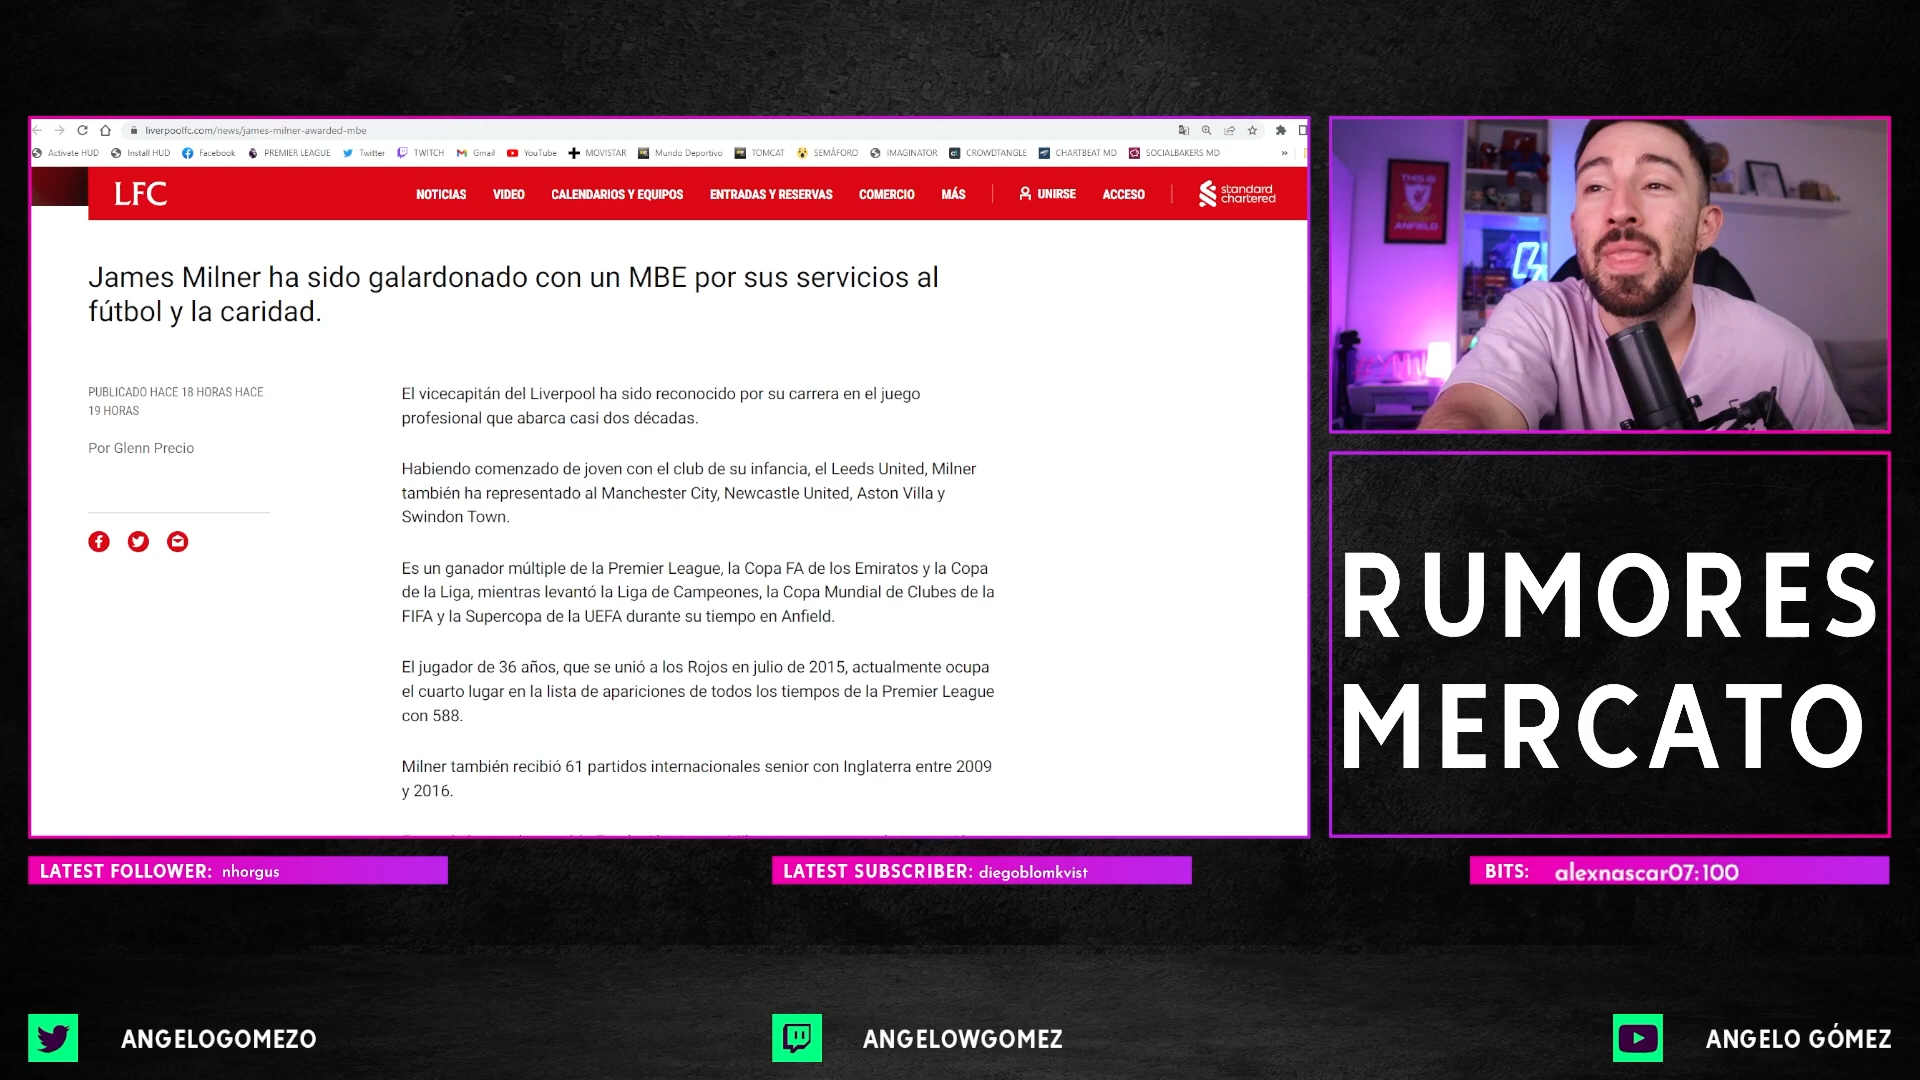 liverpoolfc.com/news/james-milner-awarded-mbe
Activate HUD Install HUD Facebook PREMIER LEAGUE Twitter TWITCH Gmail YouTube MOVISTAR Mundo Deportivo TOMCAT SEMÁFORO IMAGINATOR CROWDTANGLE CHARTBEAT MD SOCIALBAKERS MD »
LFC NOTICIAS VIDEO CALENDARIOS Y EQUIPOS ENTRADAS Y RESERVAS COMERCIO MÁS UNIRSE ACCESO standard
chartered
James Milner ha sido galardonado con un MBE por sus servicios al
fútbol y la caridad.
PUBLICADO HACE 18 HORAS HACE
19 HORAS
Por Glenn Precio
El vicecapitán del Liverpool ha sido reconocido por su carrera en el juego
profesional que abarca casi dos décadas.
Habiendo comenzado de joven con el club de su infancia, el Leeds United, Milner
también ha representado al Manchester City, Newcastle United, Aston Villa y
Swindon Town.
Es un ganador múltiple de la Premier League, la Copa FA de los Emiratos y la Copa
de la Liga, mientras levantó la Liga de Campeones, la Copa Mundial de Clubes de la
FIFA y la Supercopa de la UEFA durante su tiempo en Anfield.
El jugador de 36 años, que se unió a los Rojos en julio de 2015, actualmente ocupa
el cuarto lugar en la lista de apariciones de todos los tiempos de la Premier League
con 588.
Milner también recibió 61 partidos internacionales senior con Inglaterra entre 2009
y 2016.
THIS IS
ANFIELD
RUMORES
MERCATO
LATEST FOLLOWER: nhorgus
LATEST SUBSCRIBER: diegoblomkvist
BITS: alexnascar07: 100
ANGELOGOMEZO
ANGELOWGOMEZ
ANGELO GÓMEZ